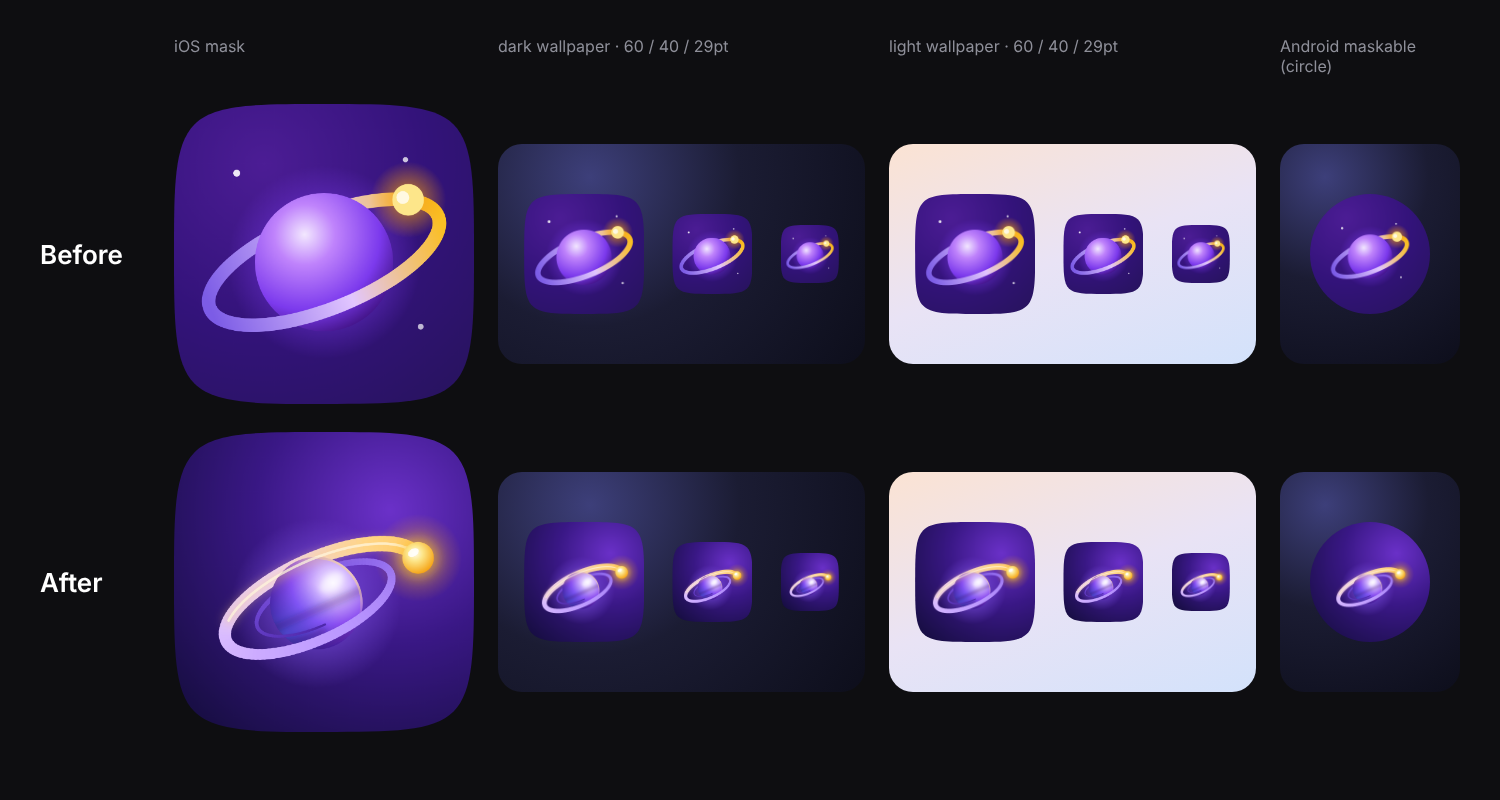 iOS mask
dark wallpaper · 60 / 40 / 29pt
light wallpaper · 60 / 40 / 29pt
Android maskable
(circle)
Before
After